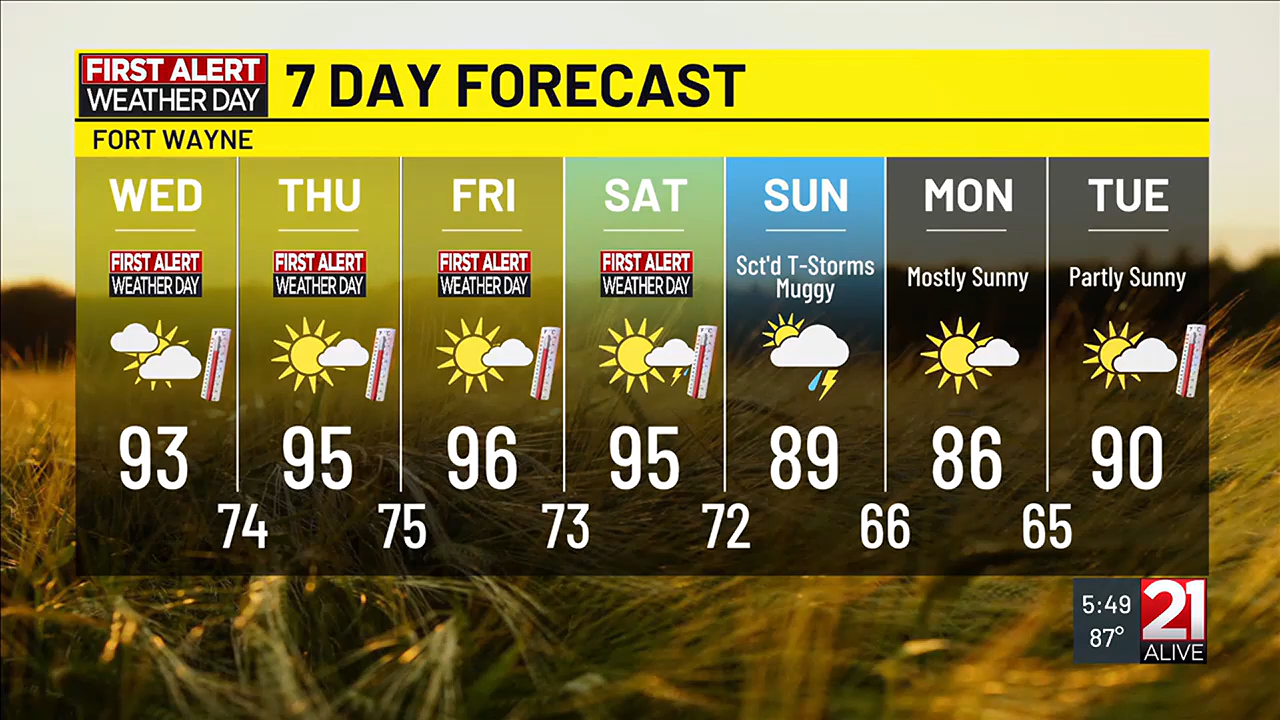 FIRST ALERT
WEATHER DAY
7 DAY FORECAST
FORT WAYNE
WED THU FRI SAT SUN MON TUE
FIRST ALERT
WEATHER DAY
FIRST ALERT
WEATHER DAY
FIRST ALERT
WEATHER DAY
FIRST ALERT
WEATHER DAY
Sct'd T-Storms
Muggy
Mostly Sunny
Partly Sunny
93 95 96 95 89 86 90
74 75 73 72 66 65
5:49
87°
21
ALIVE